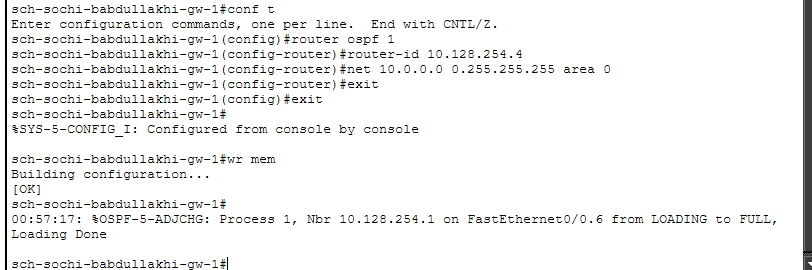 sch-sochi-babdullakhi-gw-1#conf t
Enter configuration commands, one per line.  End with CNTL/Z.
sch-sochi-babdullakhi-gw-1(config)#router ospf 1
sch-sochi-babdullakhi-gw-1(config-router)#router-id 10.128.254.4
sch-sochi-babdullakhi-gw-1(config-router)#net 10.0.0.0 0.255.255.255 area 0
sch-sochi-babdullakhi-gw-1(config-router)#exit
sch-sochi-babdullakhi-gw-1(config)#exit
sch-sochi-babdullakhi-gw-1#
%SYS-5-CONFIG_I: Configured from console by console
sch-sochi-babdullakhi-gw-1#wr mem
Building configuration...
[OK]
sch-sochi-babdullakhi-gw-1#
00:57:17: %OSPF-5-ADJCHG: Process 1, Nbr 10.128.254.1 on FastEthernet0/0.6 from LOADING to FULL,
Loading Done
sch-sochi-babdullakhi-gw-1#